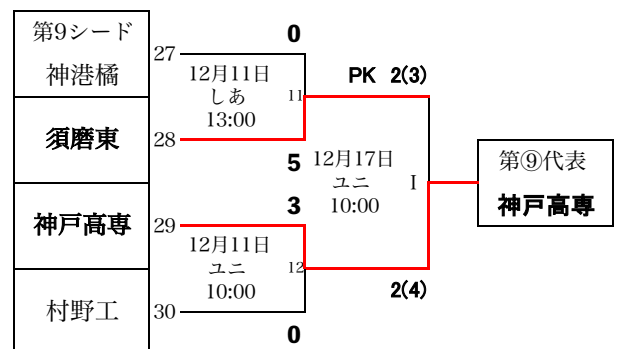 第9シード
神港橘
27
0
12月11日
しあ
13:00
11
PK 2(3)
須磨東
28
5
12月17日
ユニ
10:00
I
第⑨代表
神戸高専
神戸高専
29
3
12月11日
ユニ
10:00
12
2(4)
村野工
30
0